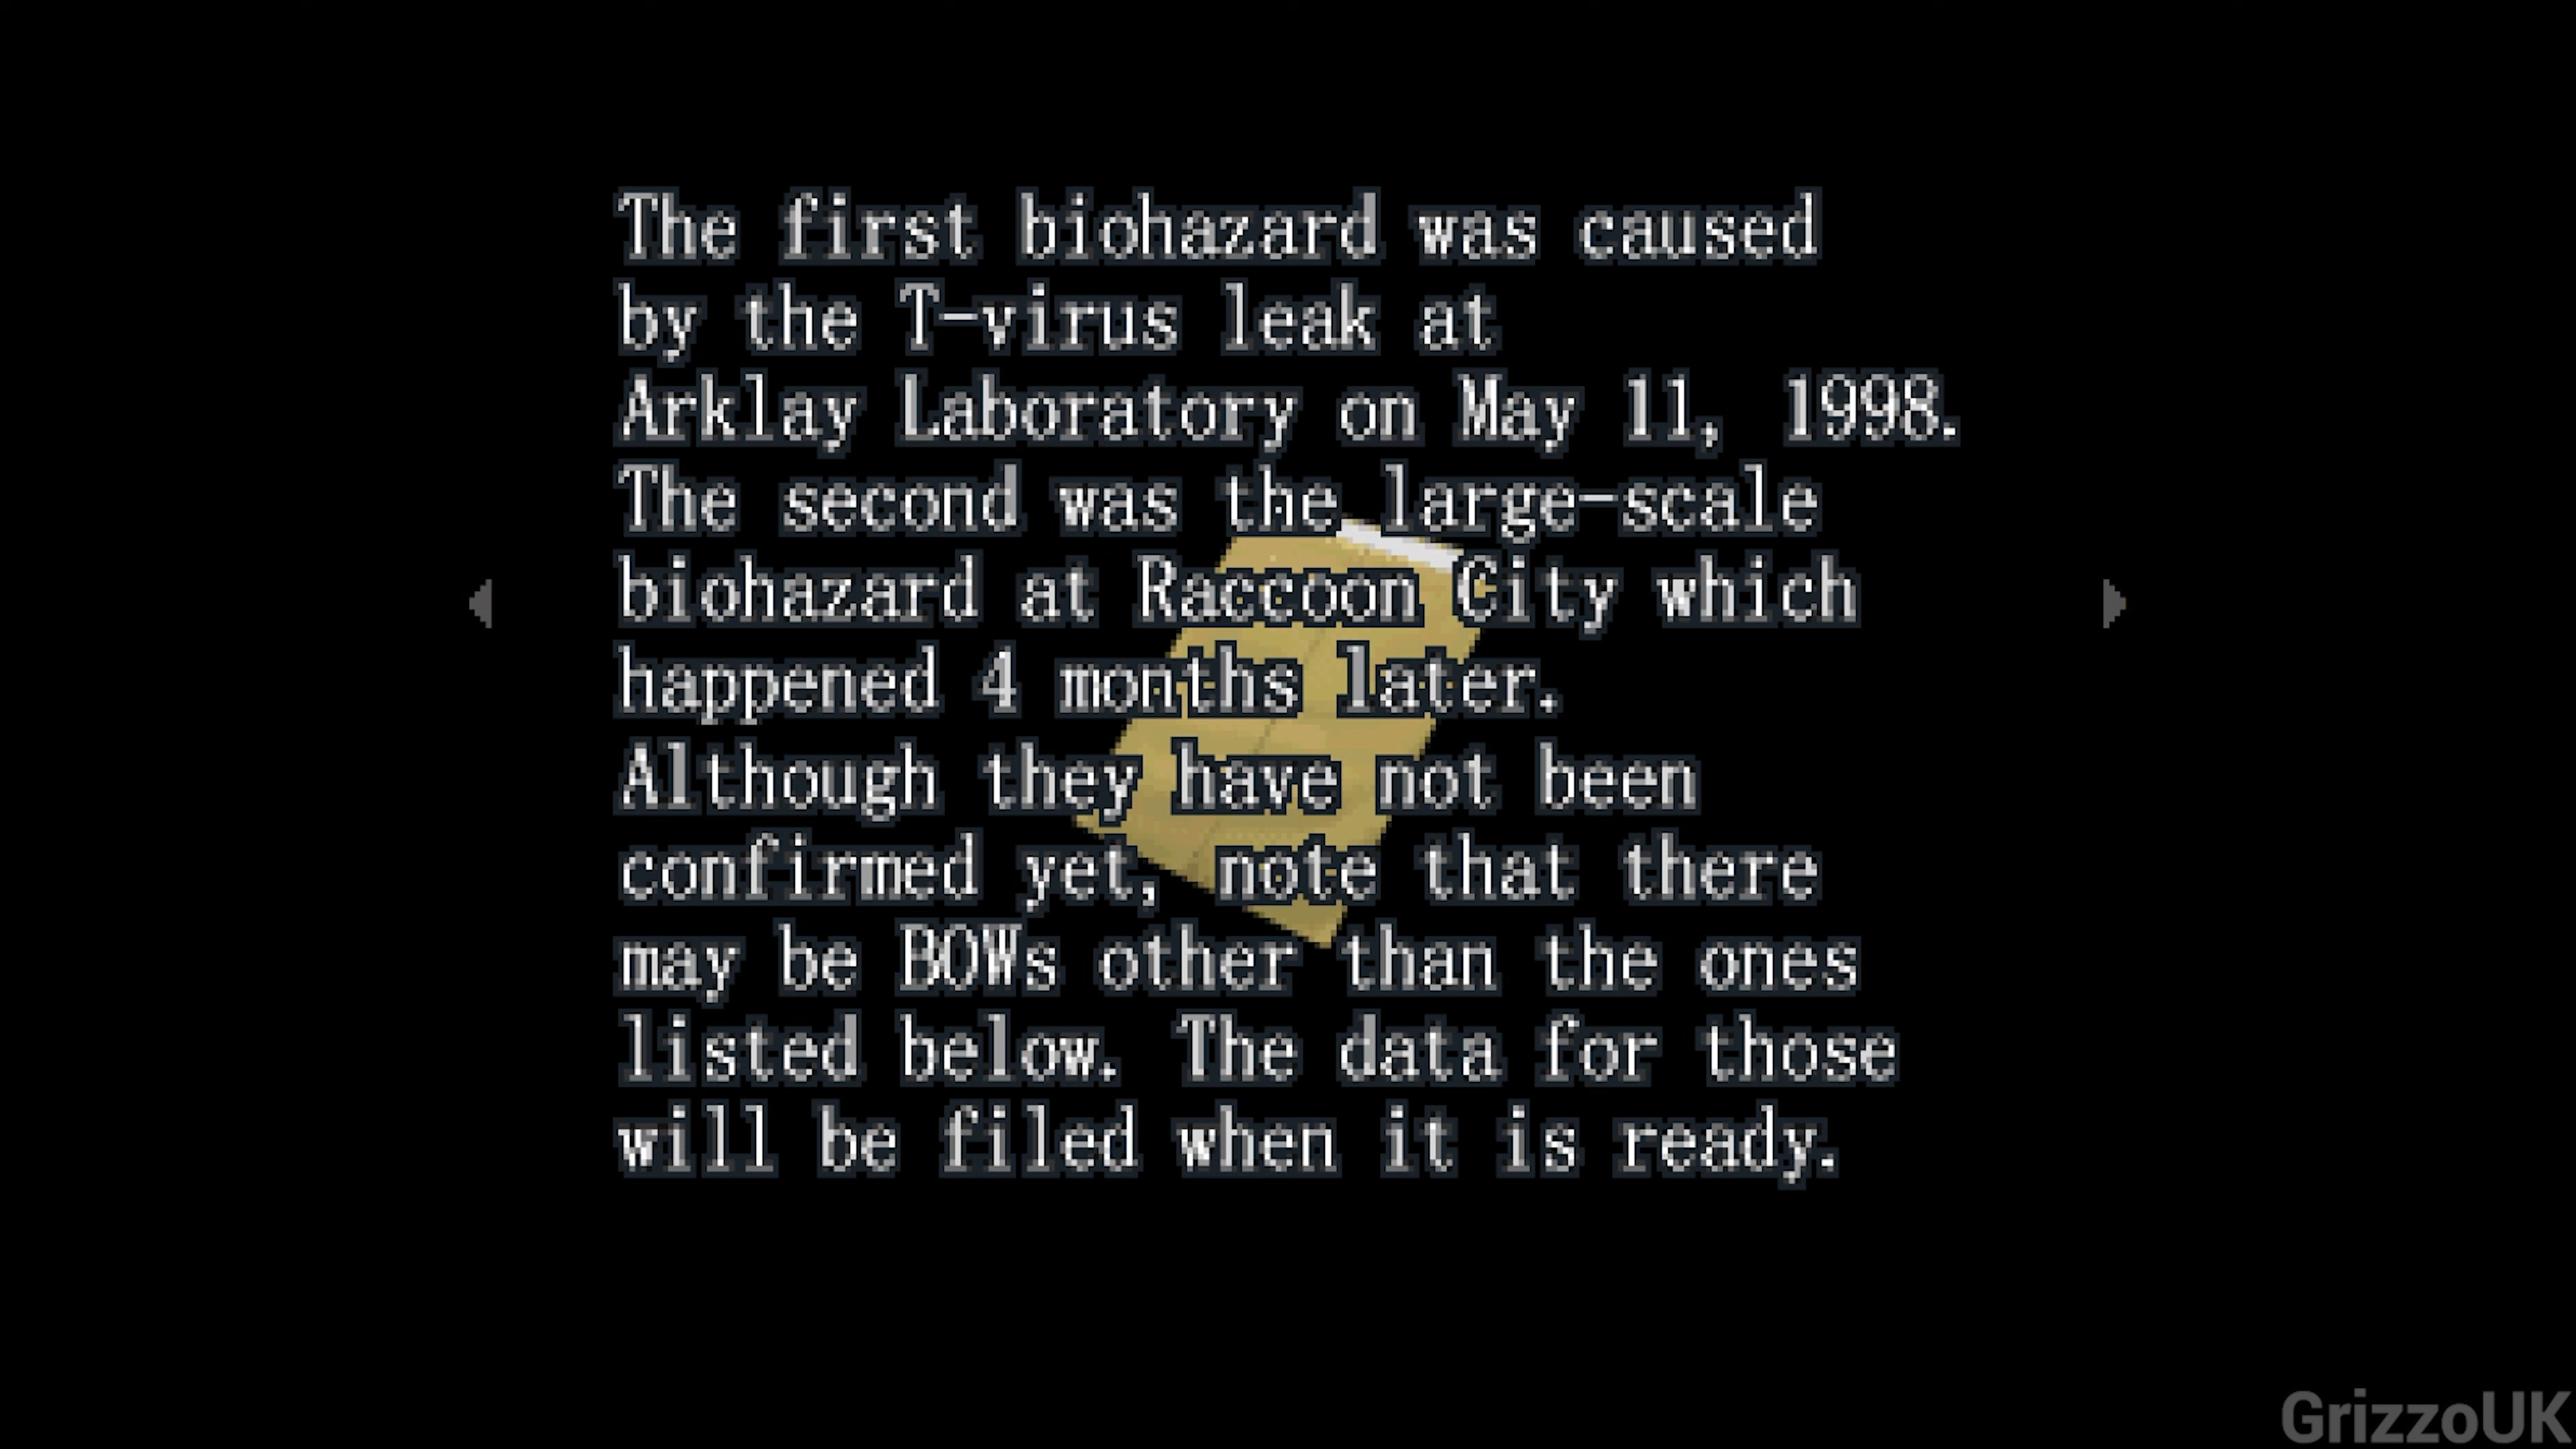 The first biohazard was caused
by the T-virus leak at
Arklay Laboratory on May 11, 1998.
The second was the large-scale
biohazard at Raccoon City which
happened 4 months later.
Although they have not been
confirmed yet, note that there
may be BOWs other than the ones
listed below. The data for those
will be filed when it is ready.
GrizzoUK